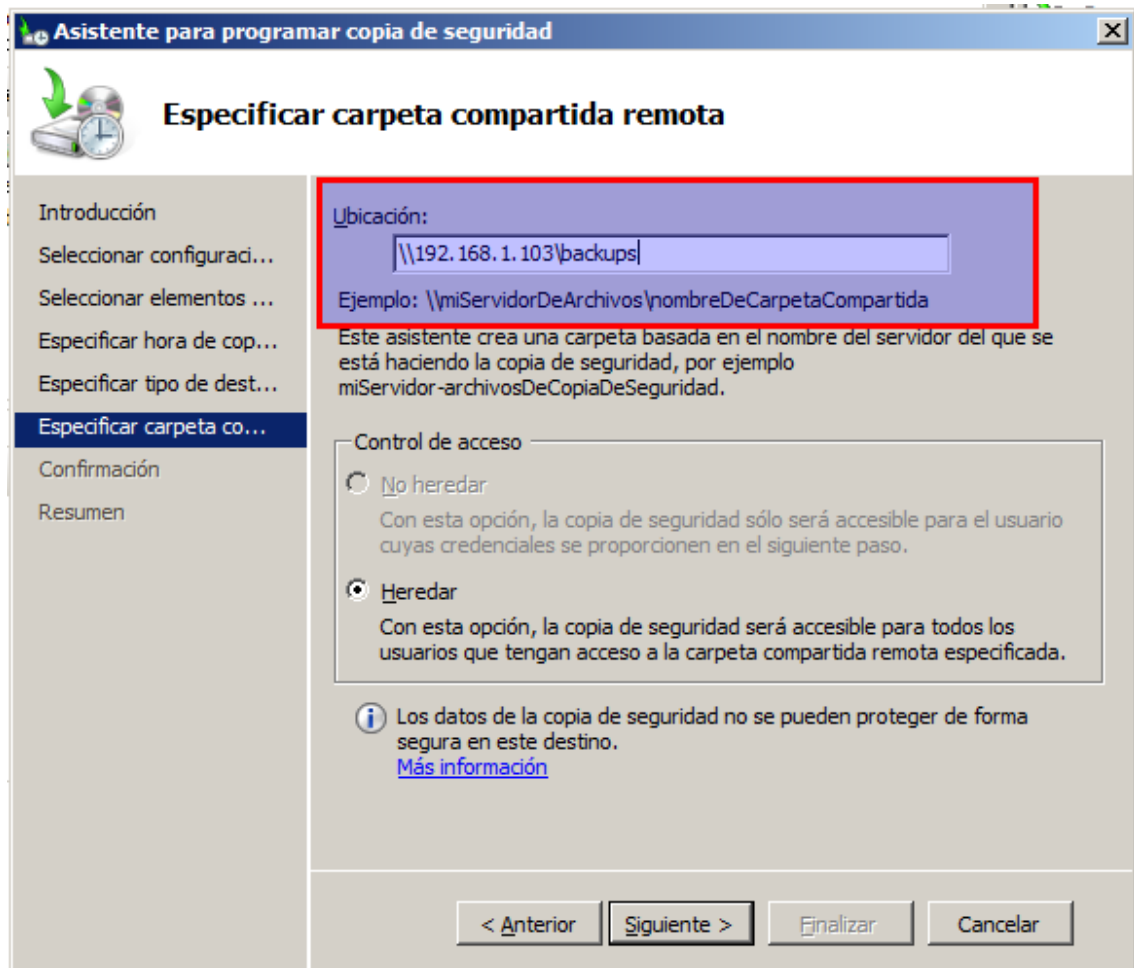 Asistente para programar copia de seguridad
Especificar carpeta compartida remota
Introducción
Seleccionar configuraci...
Seleccionar elementos ...
Especificar hora de cop...
Especificar tipo de dest...
Especificar carpeta co...
Confirmación
Resumen
Ubicación:
\\192.168.1.103\backups
Ejemplo: \\miServidorDeArchivos\nombreDeCarpetaCompartida
Este asistente crea una carpeta basada en el nombre del servidor del que se
está haciendo la copia de seguridad, por ejemplo
miServidor-archivosDeCopiaDeSeguridad.
Control de acceso
No heredar
Con esta opción, la copia de seguridad sólo será accesible para el usuario
cuyas credenciales se proporcionen en el siguiente paso.
Heredar
Con esta opción, la copia de seguridad será accesible para todos los
usuarios que tengan acceso a la carpeta compartida remota especificada.
Los datos de la copia de seguridad no se pueden proteger de forma
segura en este destino.
Más información
< Anterior
Siguiente >
Finalizar
Cancelar